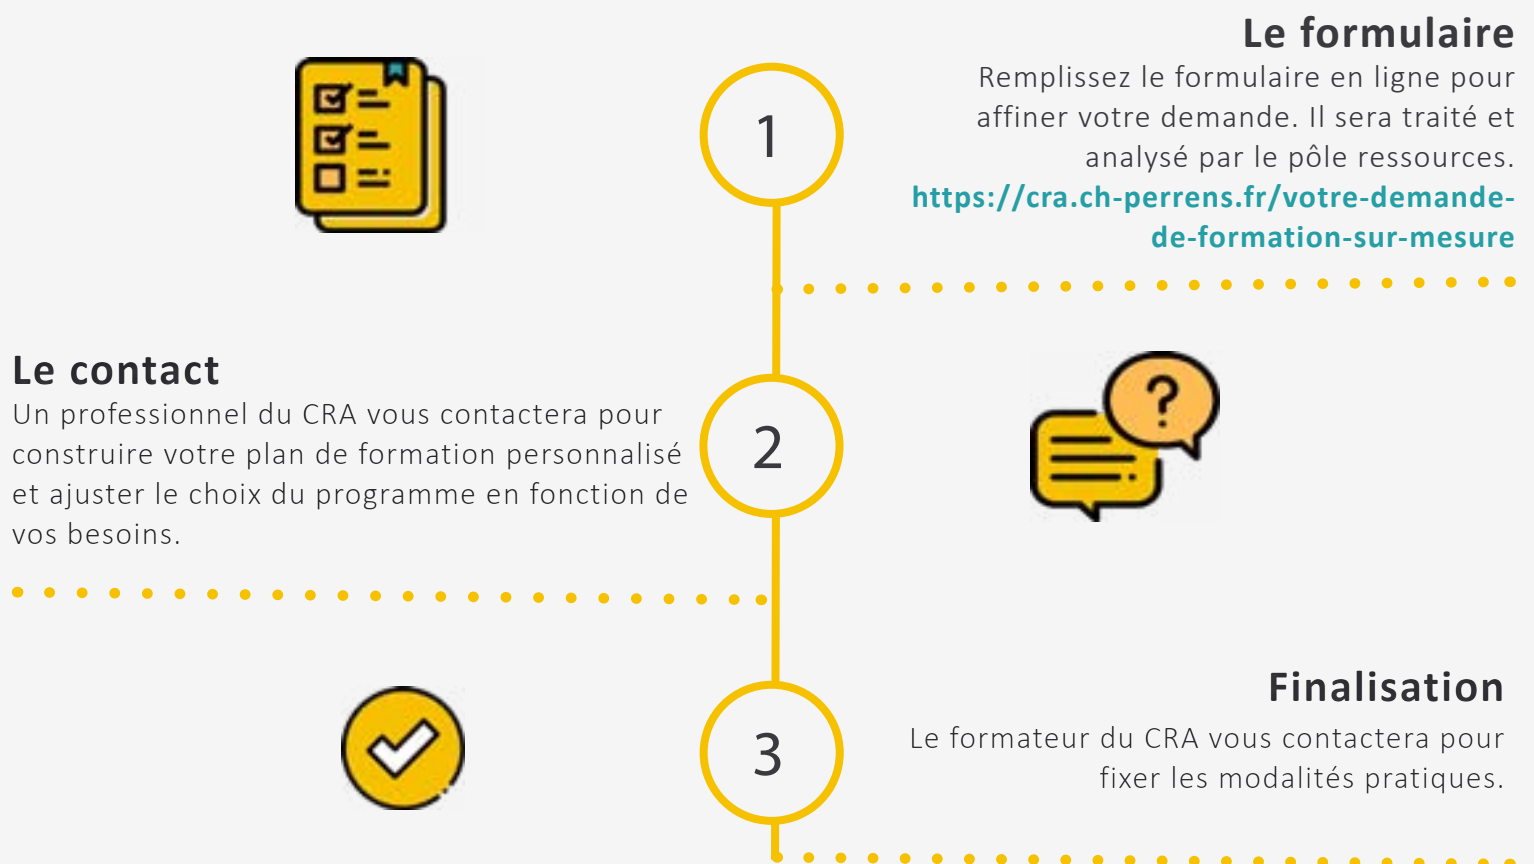 1
Le formulaire
Remplissez le formulaire en ligne pour
affiner votre demande. Il sera traité et
analysé par le pôle ressources.
https://cra.ch-perrens.fr/votre-demande-
de-formation-sur-mesure
Le contact
Un professionnel du CRA vous contactera pour
construire votre plan de formation personnalisé
et ajuster le choix du programme en fonction de
vos besoins.
2
?
3
Finalisation
Le formateur du CRA vous contactera pour
fixer les modalités pratiques.